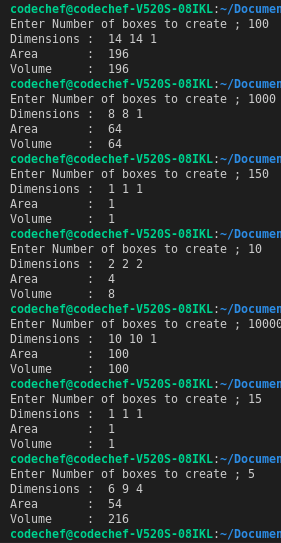 codechef@codechef-V520S-08IKL:~/Documen
Enter Number of boxes to create ; 100
Dimensions :  14 14 1
Area       :  196
Volume     :  196
codechef@codechef-V520S-08IKL:~/Documen
Enter Number of boxes to create ; 1000
Dimensions :  8 8 1
Area       :  64
Volume     :  64
codechef@codechef-V520S-08IKL:~/Documen
Enter Number of boxes to create ; 150
Dimensions :  1 1 1
Area       :  1
Volume     :  1
codechef@codechef-V520S-08IKL:~/Documen
Enter Number of boxes to create ; 10
Dimensions :  2 2 2
Area       :  4
Volume     :  8
codechef@codechef-V520S-08IKL:~/Documen
Enter Number of boxes to create ; 10000
Dimensions :  10 10 1
Area       :  100
Volume     :  100
codechef@codechef-V520S-08IKL:~/Documen
Enter Number of boxes to create ; 15
Dimensions :  1 1 1
Area       :  1
Volume     :  1
codechef@codechef-V520S-08IKL:~/Documen
Enter Number of boxes to create ; 5
Dimensions :  6 9 4
Area       :  54
Volume     :  216
codechef@codechef-V520S-08IKL:~/Documen